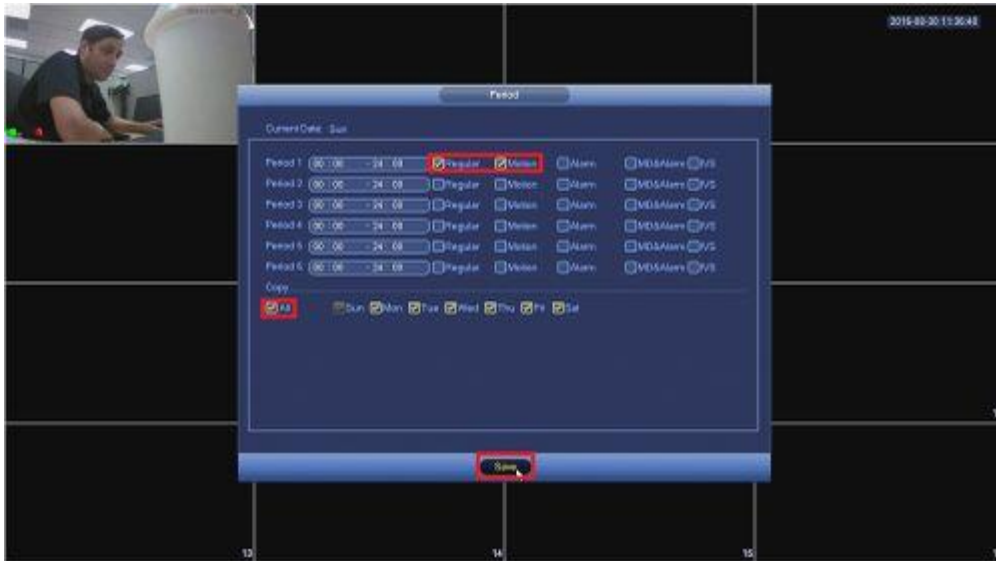 2016-08-30 11:36:48
Period
Current Date: Sun
Period 1 00 : 00 - 24 : 00 Regular Motion Alarm MD&Alarm IVS
Period 2 00 : 00 - 24 : 00 Regular Motion Alarm MD&Alarm IVS
Period 3 00 : 00 - 24 : 00 Regular Motion Alarm MD&Alarm IVS
Period 4 00 : 00 - 24 : 00 Regular Motion Alarm MD&Alarm IVS
Period 5 00 : 00 - 24 : 00 Regular Motion Alarm MD&Alarm IVS
Period 6 00 : 00 - 24 : 00 Regular Motion Alarm MD&Alarm IVS
Copy
All Sun Mon Tue Wed Thu Fri Sat
Save
13 14 15